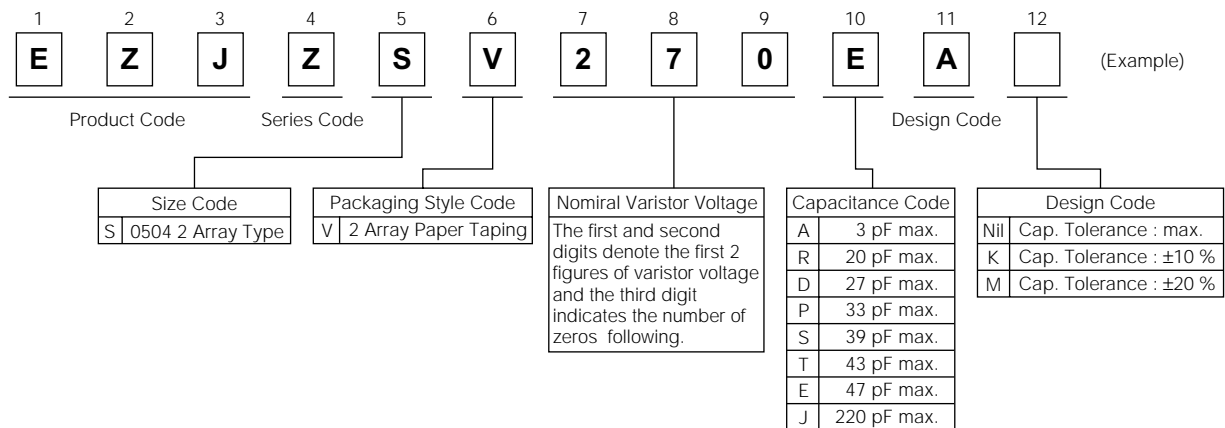 1 2 3 4 5 6 7 8 9 10 11 12
E Z J Z S V 2 7 0 E A (Example)
Product Code Series Code Design Code
Size Code
S 0504 2 Array Type
Packaging Style Code
V 2 Array Paper Taping
Nomiral Varistor Voltage
The first and second
digits denote the first 2
figures of varistor voltage
and the third digit
indicates the number of
zeros following.
Capacitance Code
A 3 pF max.
R 20 pF max.
D 27 pF max.
P 33 pF max.
S 39 pF max.
T 43 pF max.
E 47 pF max.
J 220 pF max.
Design Code
Nil Cap. Tolerance : max.
K Cap. Tolerance : ±10 %
M Cap. Tolerance : ±20 %